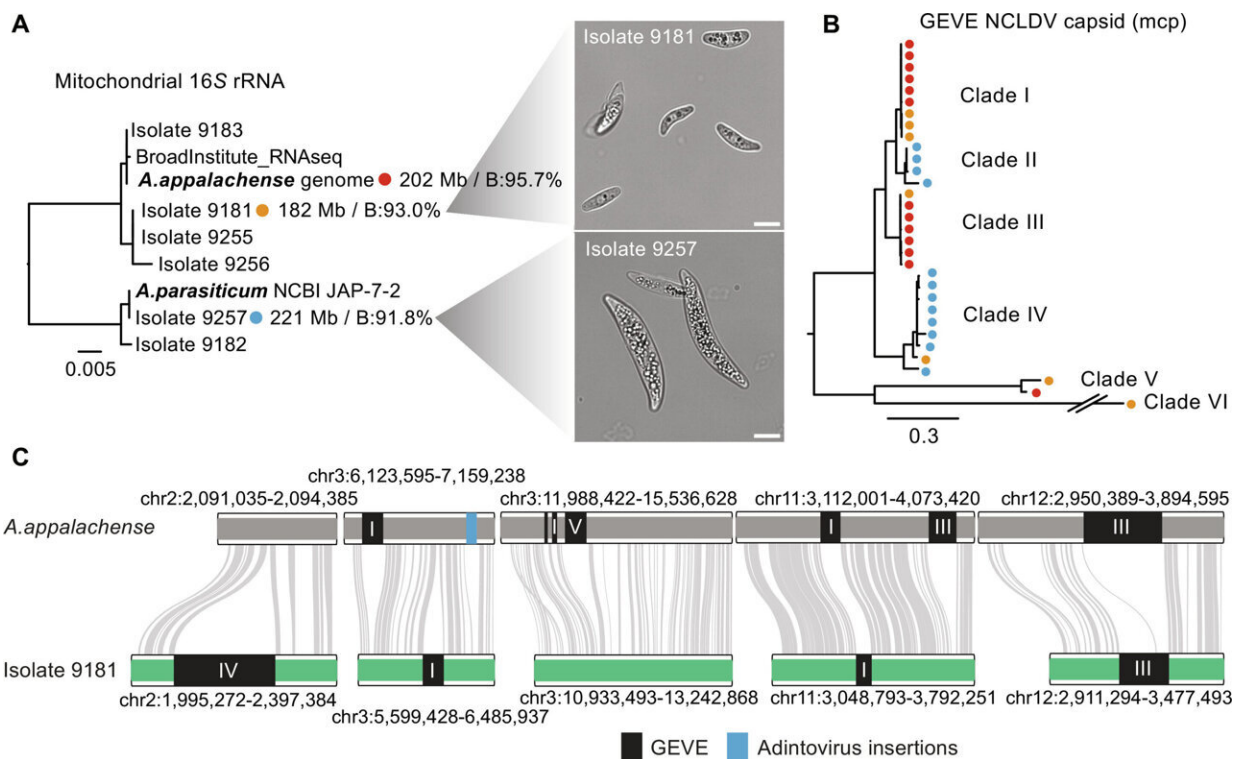 A
Mitochondrial 16S rRNA
Isolate 9183
BroadInstitute_RNAseq
A.appalachense genome 202 Mb / B:95.7%
Isolate 9181 182 Mb / B:93.0%
Isolate 9255
Isolate 9256
A.parasiticum NCBI JAP-7-2
Isolate 9257 221 Mb / B:91.8%
Isolate 9182
0.005
Isolate 9181
Isolate 9257
B
GEVE NCLDV capsid (mcp)
Clade I
Clade II
Clade III
Clade IV
Clade V
Clade VI
0.3
C
chr3:6,123,595-7,159,238
chr2:2,091,035-2,094,385 chr3:11,988,422-15,536,628 chr11:3,112,001-4,073,420 chr12:2,950,389-3,894,595
A.appalachense I I V I III III
Isolate 9181 IV I I III
chr2:1,995,272-2,397,384 chr3:10,933,493-13,242,868 chr11:3,048,793-3,792,251 chr12:2,911,294-3,477,493
chr3:5,599,428-6,485,937
GEVE Adintovirus insertions